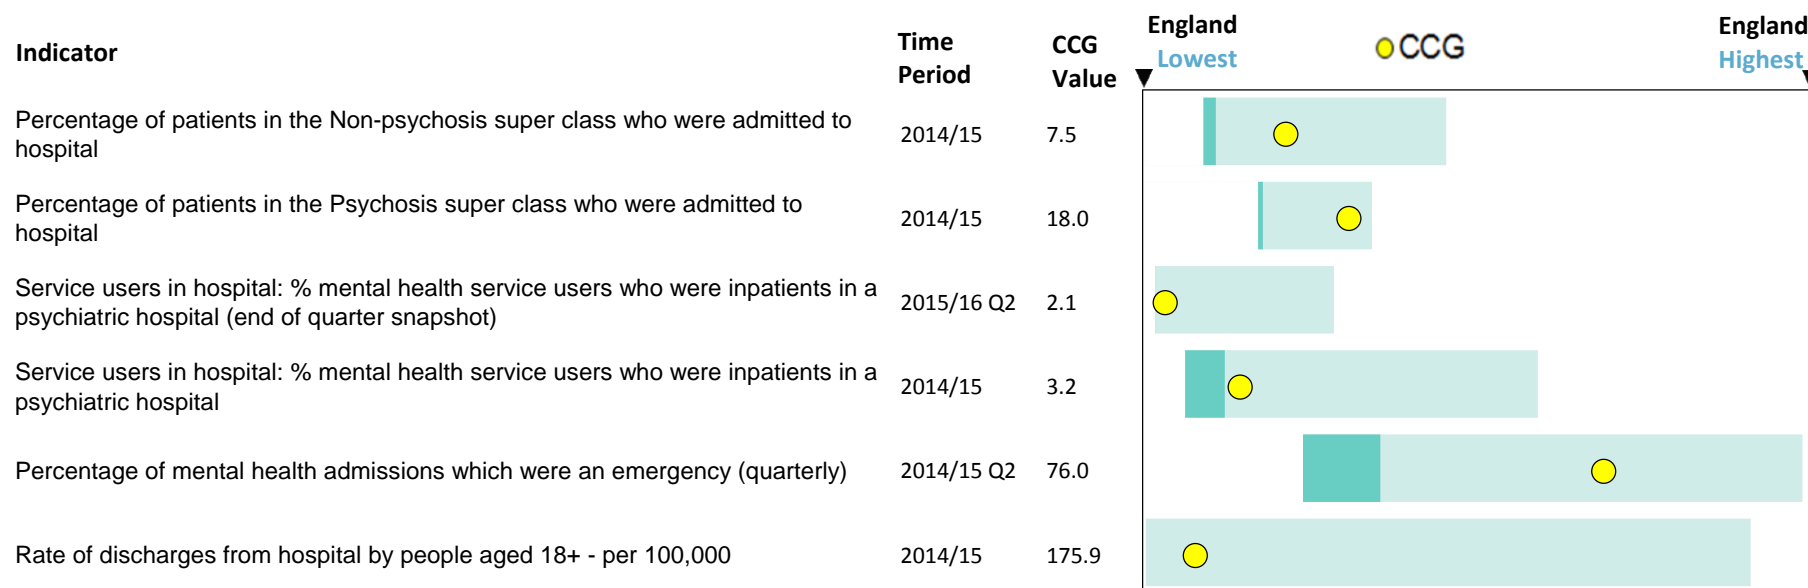 Indicator
Time Period
CCG Value
England Lowest
CCG
England Highest
Percentage of patients in the Non-psychosis super class who were admitted to
hospital
2014/15 7.5
Percentage of patients in the Psychosis super class who were admitted to
hospital
2014/15 18.0
Service users in hospital: % mental health service users who were inpatients in a
psychiatric hospital (end of quarter snapshot)
2015/16 Q2 2.1
Service users in hospital: % mental health service users who were inpatients in a
psychiatric hospital
2014/15 3.2
Percentage of mental health admissions which were an emergency (quarterly) 2014/15 Q2 76.0
Rate of discharges from hospital by people aged 18+ - per 100,000 2014/15 175.9